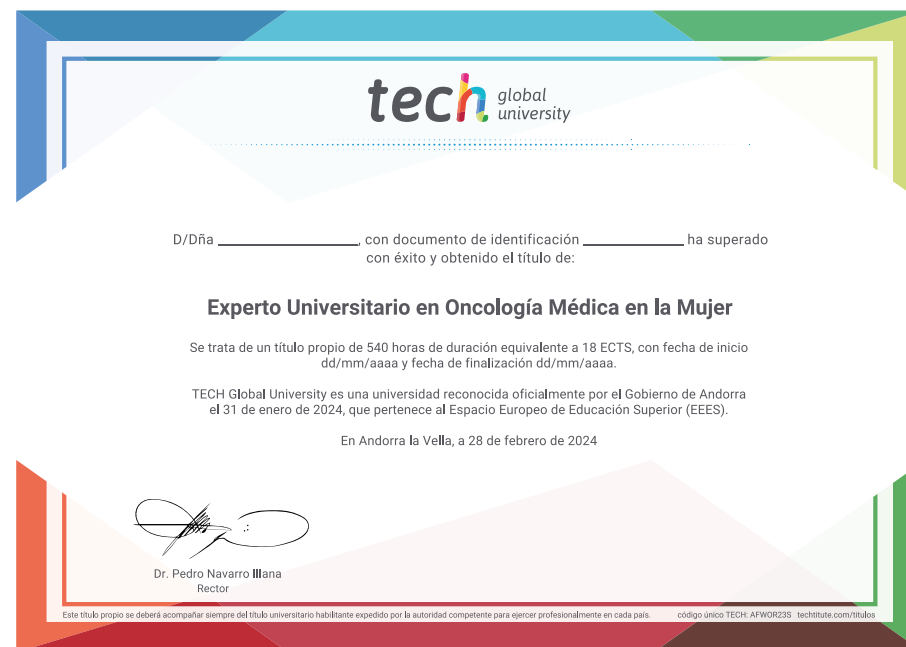 tech global university
D/Dña ____________________, con documento de identificación ______________ ha superado
con éxito y obtenido el título de:
Experto Universitario en Oncología Médica en la Mujer
Se trata de un título propio de 540 horas de duración equivalente a 18 ECTS, con fecha de inicio
dd/mm/aaaa y fecha de finalización dd/mm/aaaa.
TECH Global University es una universidad reconocida oficialmente por el Gobierno de Andorra
el 31 de enero de 2024, que pertenece al Espacio Europeo de Educación Superior (EEES).
En Andorra la Vella, a 28 de febrero de 2024
Dr. Pedro Navarro Illana
Rector
Este título propio se deberá acompañar siempre del título universitario habilitante expedido por la autoridad competente para ejercer profesionalmente en cada país. código único TECH: AFWOR23S techtitute.com/titulos